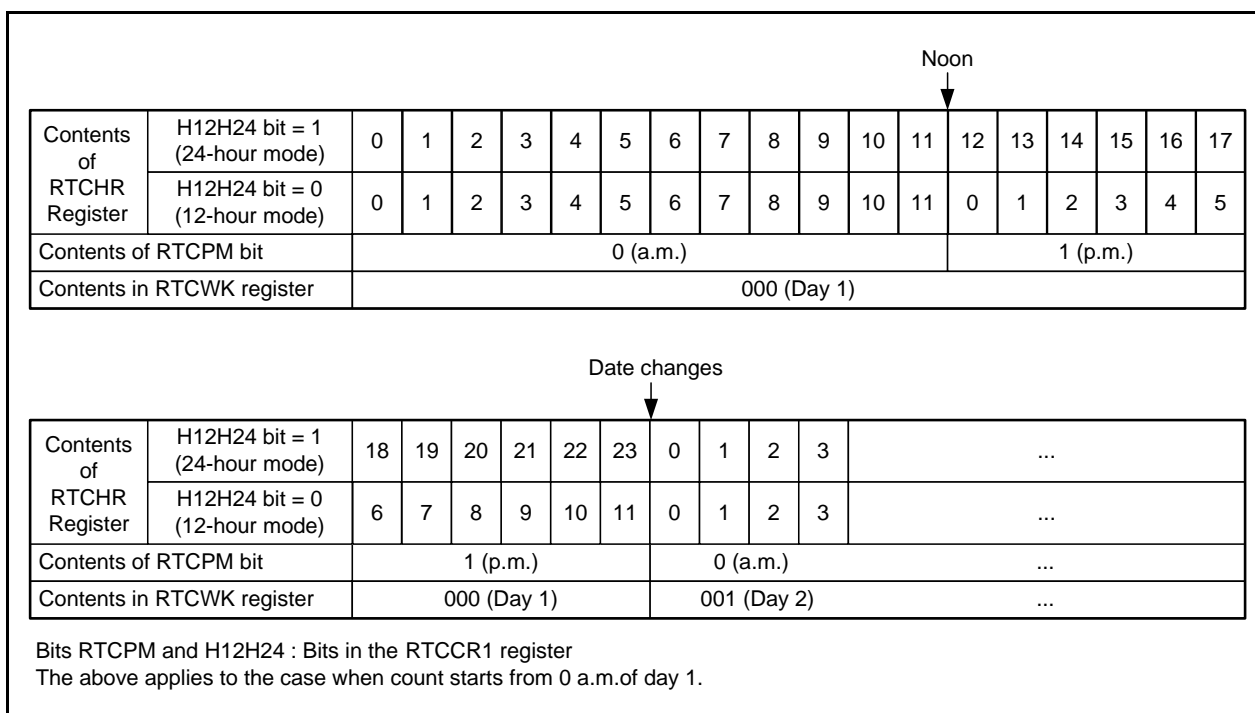 Noon
Contents of RTCHR Register
H12H24 bit = 1 (24-hour mode)
0 1 2 3 4 5 6 7 8 9 10 11 12 13 14 15 16 17
H12H24 bit = 0 (12-hour mode)
0 1 2 3 4 5 6 7 8 9 10 11 0 1 2 3 4 5
Contents of RTCPM bit 0 (a.m.) 1 (p.m.)
Contents in RTCWK register 000 (Day 1)
Date changes
Contents of RTCHR Register
H12H24 bit = 1 (24-hour mode)
18 19 20 21 22 23 0 1 2 3 ...
H12H24 bit = 0 (12-hour mode)
6 7 8 9 10 11 0 1 2 3 ...
Contents of RTCPM bit 1 (p.m.) 0 (a.m.) ...
Contents in RTCWK register 000 (Day 1) 001 (Day 2) ...
Bits RTCPM and H12H24 : Bits in the RTCCR1 register
The above applies to the case when count starts from 0 a.m.of day 1.